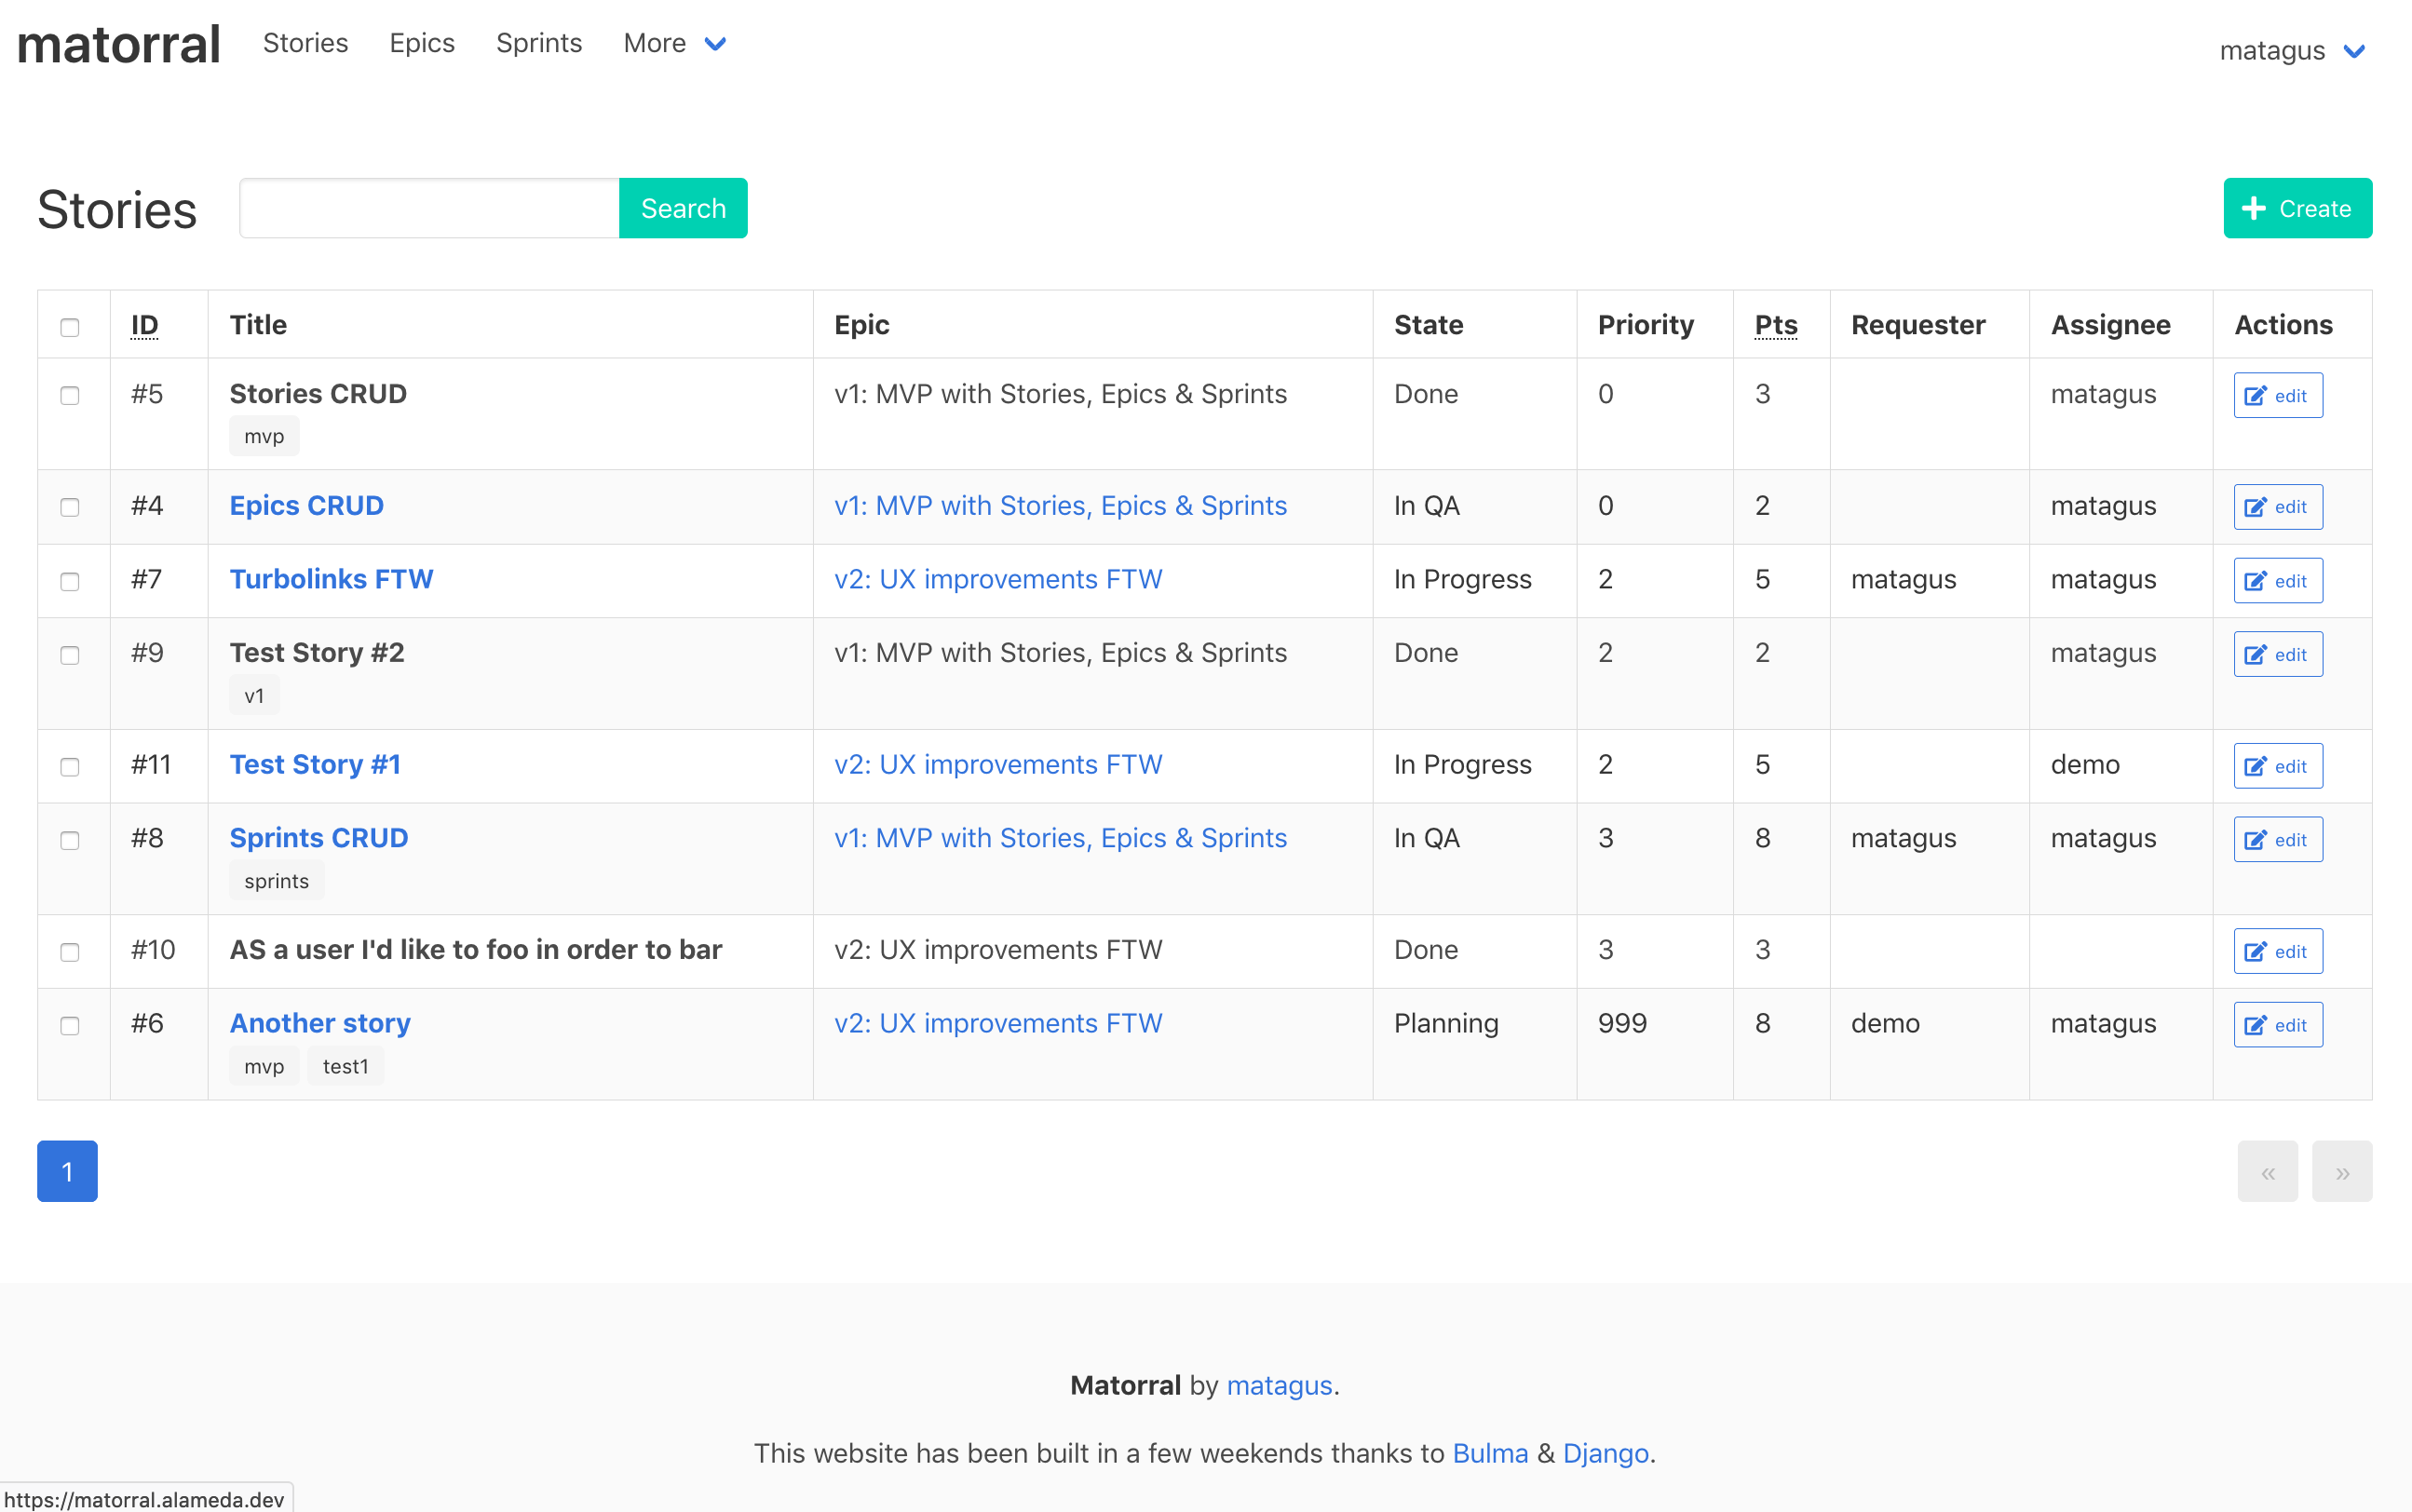 matorral Stories Epics Sprints More matagus
Stories Search + Create
ID Title Epic State Priority Pts Requester Assignee Actions
#5 Stories CRUD v1: MVP with Stories, Epics & Sprints Done 0 3 matagus edit
mvp
#4 Epics CRUD v1: MVP with Stories, Epics & Sprints In QA 0 2 matagus edit
#7 Turbolinks FTW v2: UX improvements FTW In Progress 2 5 matagus matagus edit
#9 Test Story #2 v1: MVP with Stories, Epics & Sprints Done 2 2 matagus edit
v1
#11 Test Story #1 v2: UX improvements FTW In Progress 2 5 demo edit
#8 Sprints CRUD v1: MVP with Stories, Epics & Sprints In QA 3 8 matagus matagus edit
sprints
#10 AS a user I'd like to foo in order to bar v2: UX improvements FTW Done 3 3 edit
#6 Another story v2: UX improvements FTW Planning 999 8 demo matagus edit
mvp test1
1 « »
Matorral by matagus.
This website has been built in a few weekends thanks to Bulma & Django.
https://matorral.alameda.dev